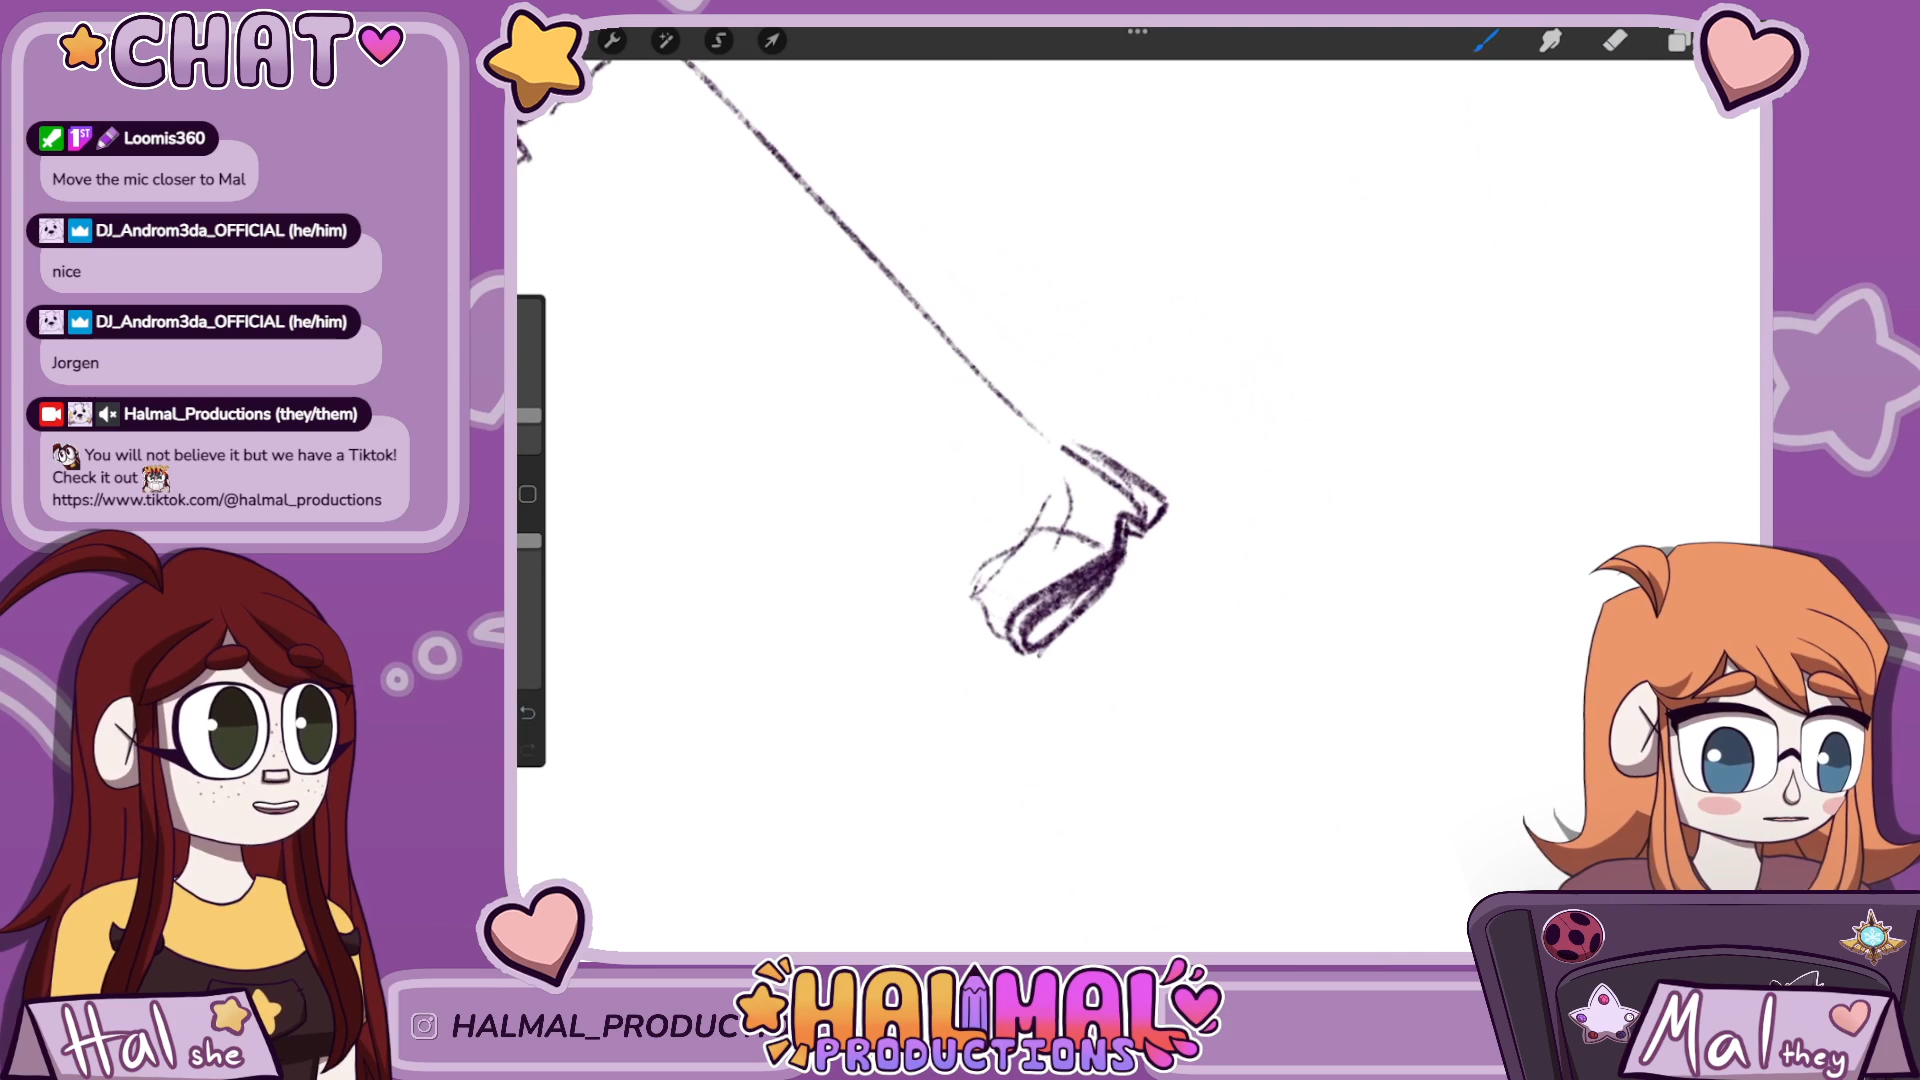 CHAT
1ST Loomis360
Move the mic closer to Mal
DJ_Androm3da_OFFICIAL (he/him)
nice
DJ_Androm3da_OFFICIAL (he/him)
Jorgen
Halmal_Productions (they/them)
You will not believe it but we have a Tiktok!
Check it out
https://www.tiktok.com/@halmal_productions
Hal she
HALMAL_PRODUC
HALMAL
PRODUCTIONS
Mal they